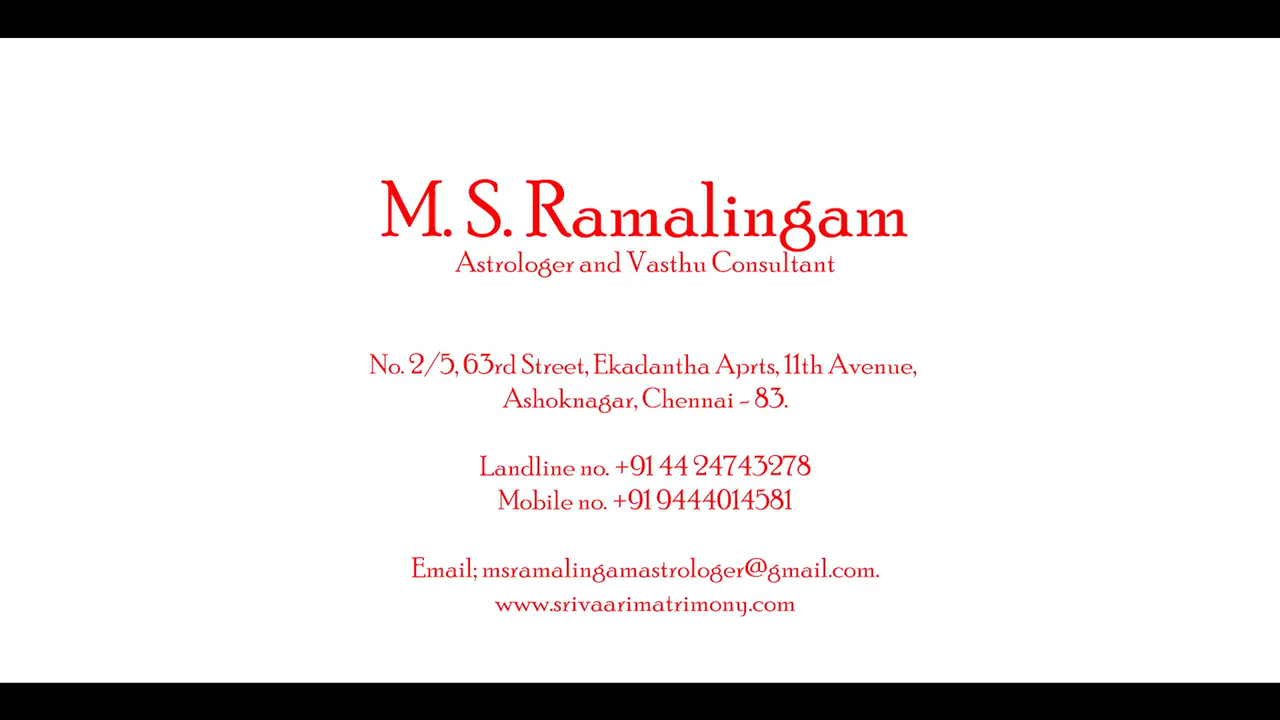 M. S. Ramalingam
Astrologer and Vasthu Consultant
No. 2/5, 63rd Street, Ekadantha Aprts, 11th Avenue,
Ashoknagar, Chennai - 83.
Landline no. +91 44 24743278
Mobile no. +91 9444014581
Email; msramalingamastrologer@gmail.com.
www.srivaarimatrimony.com